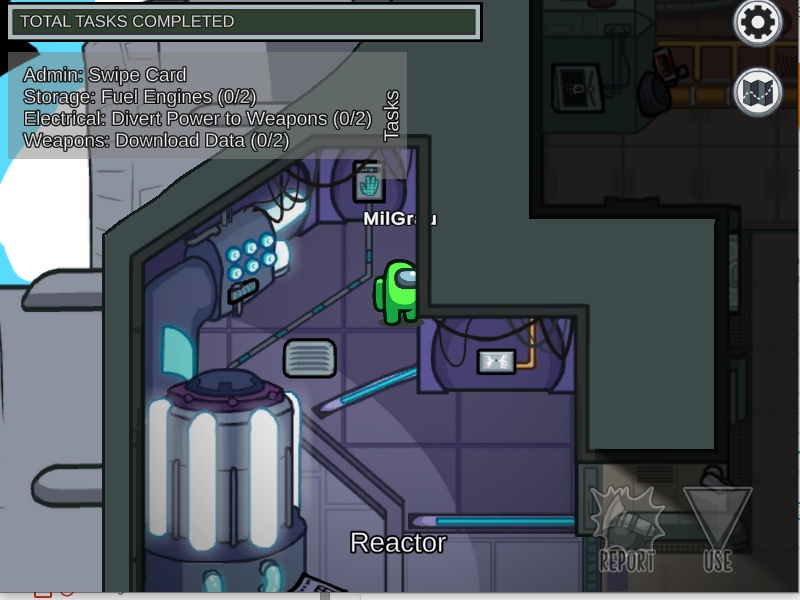 TOTAL TASKS COMPLETED
Admin: Swipe Card
Storage: Fuel Engines (0/2)
Electrical: Divert Power to Weapons (0/2)
Weapons: Download Data (0/2)
Tasks
Reactor
REPORT
USE